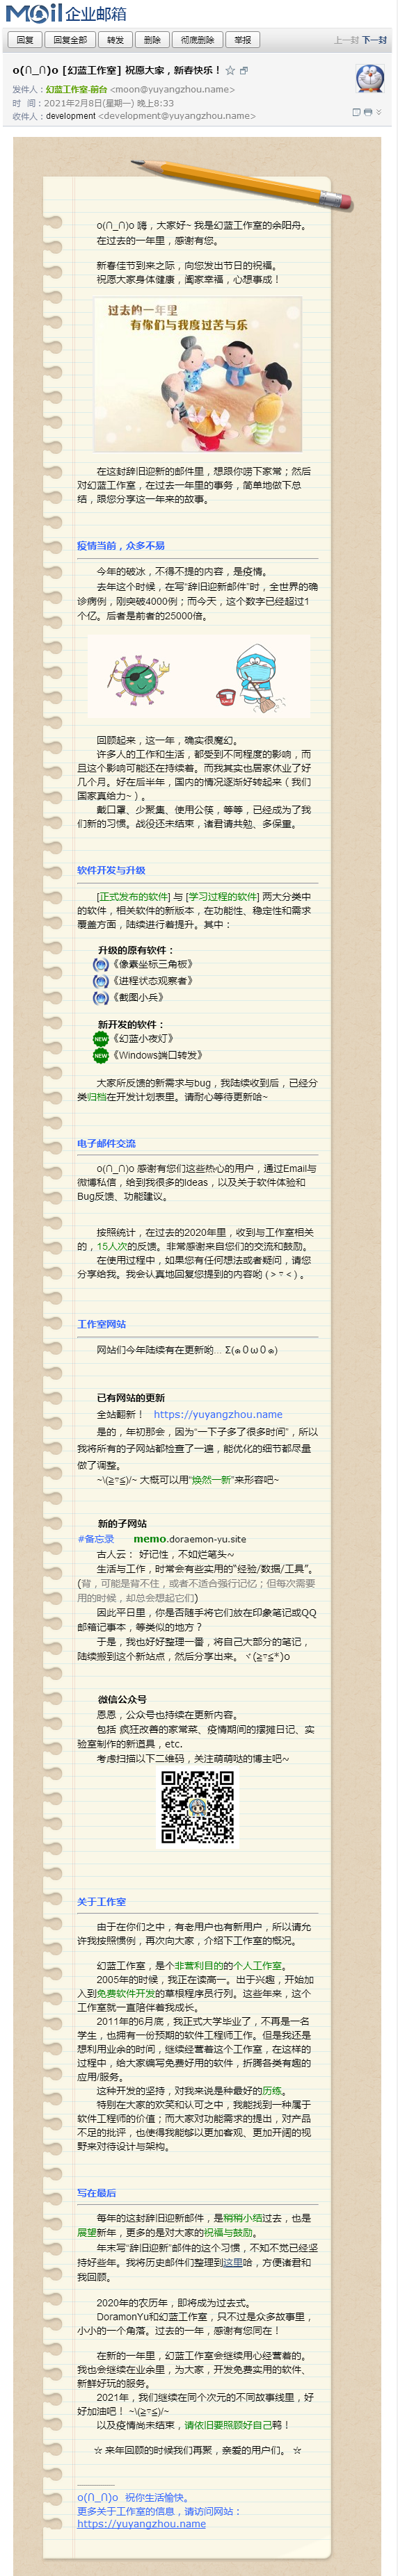 Mail 企业邮箱
回复 回复全部 转发 删除 彻底删除 举报 上一封 下一封
o(∩_∩)o [幻蓝工作室] 祝愿大家，新春快乐！
发件人：幻蓝工作室-前台 <moon@yuyangzhou.name>
时 间：2021年2月8日(星期一) 晚上8:33
收件人：development <development@yuyangzhou.name>
o(∩_∩)o 嗨，大家好~ 我是幻蓝工作室的余阳舟。
在过去的一年里，感谢有您。
新春佳节到来之际，向您发出节日的祝福。
祝愿大家身体健康，阖家幸福，心想事成！
过去的一年里
有你们与我度过苦与乐
在这封辞旧迎新的邮件里，想跟你唠下家常；然后
对幻蓝工作室，在过去一年里的事务，简单地做下总
结，跟您分享这一年来的故事。
疫情当前，众多不易
今年的破冰，不得不提的内容，是疫情。
去年这个时候，在写“辞旧迎新邮件”时，全世界的确
诊病例，刚突破4000例；而今天，这个数字已经超过1
个亿。后者是前者的25000倍。
回顾起来，这一年，确实很魔幻。
许多人的工作和生活，都受到不同程度的影响，而
且这个影响可能还在持续着。而我其实也居家休业了好
几个月。好在后半年，国内的情况逐渐好转起来（我们
国家真给力~）。
戴口罩、少聚集、使用公筷，等等，已经成为了我
们新的习惯。战役还未结束，诸君请共勉、多保重。
软件开发与升级
[正式发布的软件] 与 [学习过程的软件] 两大分类中
的软件，相关软件的新版本，在功能性、稳定性和需求
覆盖方面，陆续进行着提升。其中：
升级的原有软件：
《像素坐标三角板》
《进程状态观察者》
《截图小兵》
新开发的软件：
NEW 《幻蓝小夜灯》
NEW 《Windows端口转发》
大家所反馈的新需求与bug，我陆续收到后，已经分
类归档在开发计划表里。请耐心等待更新哈~
电子邮件交流
o(∩_∩)o 感谢有您们这些热心的用户，通过Email与
微博私信，给到我很多的Ideas，以及关于软件体验和
Bug反馈、功能建议。
按照统计，在过去的2020年里，收到与工作室相关
的，15人次的反馈。非常感谢来自您们的交流和鼓励。
在使用过程中，如果您有任何想法或者疑问，请您
分享给我。我会认真地回复您提到的内容哟 ( > ▽ < ) 。
工作室网站
网站们今年陆续有在更新哟... Σ(๑０ω０๑)
已有网站的更新
全站翻新！ https://yuyangzhou.name
是的，年初那会，因为“一下子多了很多时间”，所以
我将所有的子网站都检查了一遍，能优化的细节都尽量
做了调整。
~\(≧▽≦)/~ 大概可以用“焕然一新”来形容吧~
新的子网站
#备忘录 memo.doraemon-yu.site
古人云： 好记性，不如烂笔头~
生活与工作，时常会有些实用的“经验/数据/工具”。
(背，可能是背不住，或者不适合强行记忆；但每次需要
用的时候，却总会想起它们)
因此平日里，你是否随手将它们放在印象笔记或QQ
邮箱记事本，等类似的地方？
于是，我也好好整理一番，将自己大部分的笔记，
陆续搬到这个新站点，然后分享出来。ヾ(≧▽≦*)o
微信公众号
恩恩，公众号也持续在更新内容。
包括 疯狂改善的家常菜、疫情期间的摆摊日记、实
验室制作的新道具，etc.
考虑扫描以下二维码，关注萌萌哒的博主吧~
关于工作室
由于在你们之中，有老用户也有新用户，所以请允
许我按照惯例，再次向大家，介绍下工作室的概况。
幻蓝工作室，是个非营利目的的个人工作室。
2005年的时候，我正在读高一。出于兴趣，开始加
入到免费软件开发的草根程序员行列。这些年来，这个
工作室就一直陪伴着我成长。
2011年的6月底，我正式大学毕业了，不再是一名
学生，也拥有一份预期的软件工程师工作。但是我还是
想利用业余的时间，继续经营着这个工作室，在这样的
过程中，给大家编写免费好用的软件，折腾各类有趣的
应用/服务。
这种开发的坚持，对我来说是种最好的历练。
特别在大家的欢笑和认可之中，我能找到一种属于
软件工程师的价值；而大家对功能需求的提出，对产品
不足的批评，也使得我能够以更加客观、更加开阔的视
野来对待设计与架构。
写在最后
每年的这封辞旧迎新邮件，是稍稍小结过去，也是
展望新年，更多的是对大家的祝福与鼓励。
年末写“辞旧迎新”邮件的这个习惯，不知不觉已经坚
持好些年。我将历史邮件们整理到这里哈，方便诸君和
我回顾。
2020年的农历年，即将成为过去式。
DoramonYu和幻蓝工作室，只不过是众多故事里，
小小的一个角落。过去的一年，感谢有您同在！
在新的一年里，幻蓝工作室会继续用心经营着的。
我也会继续在业余里，为大家，开发免费实用的软件、
新鲜好玩的服务。
2021年，我们继续在同个次元的不同故事线里，好
好加油吧！ ~\(≧▽≦)/~
以及疫情尚未结束，请依旧要照顾好自己鸭！
☆ 来年回顾的时候我们再聚，亲爱的用户们。 ☆
o(∩_∩)o 祝你生活愉快。
更多关于工作室的信息，请访问网站：
https://yuyangzhou.name